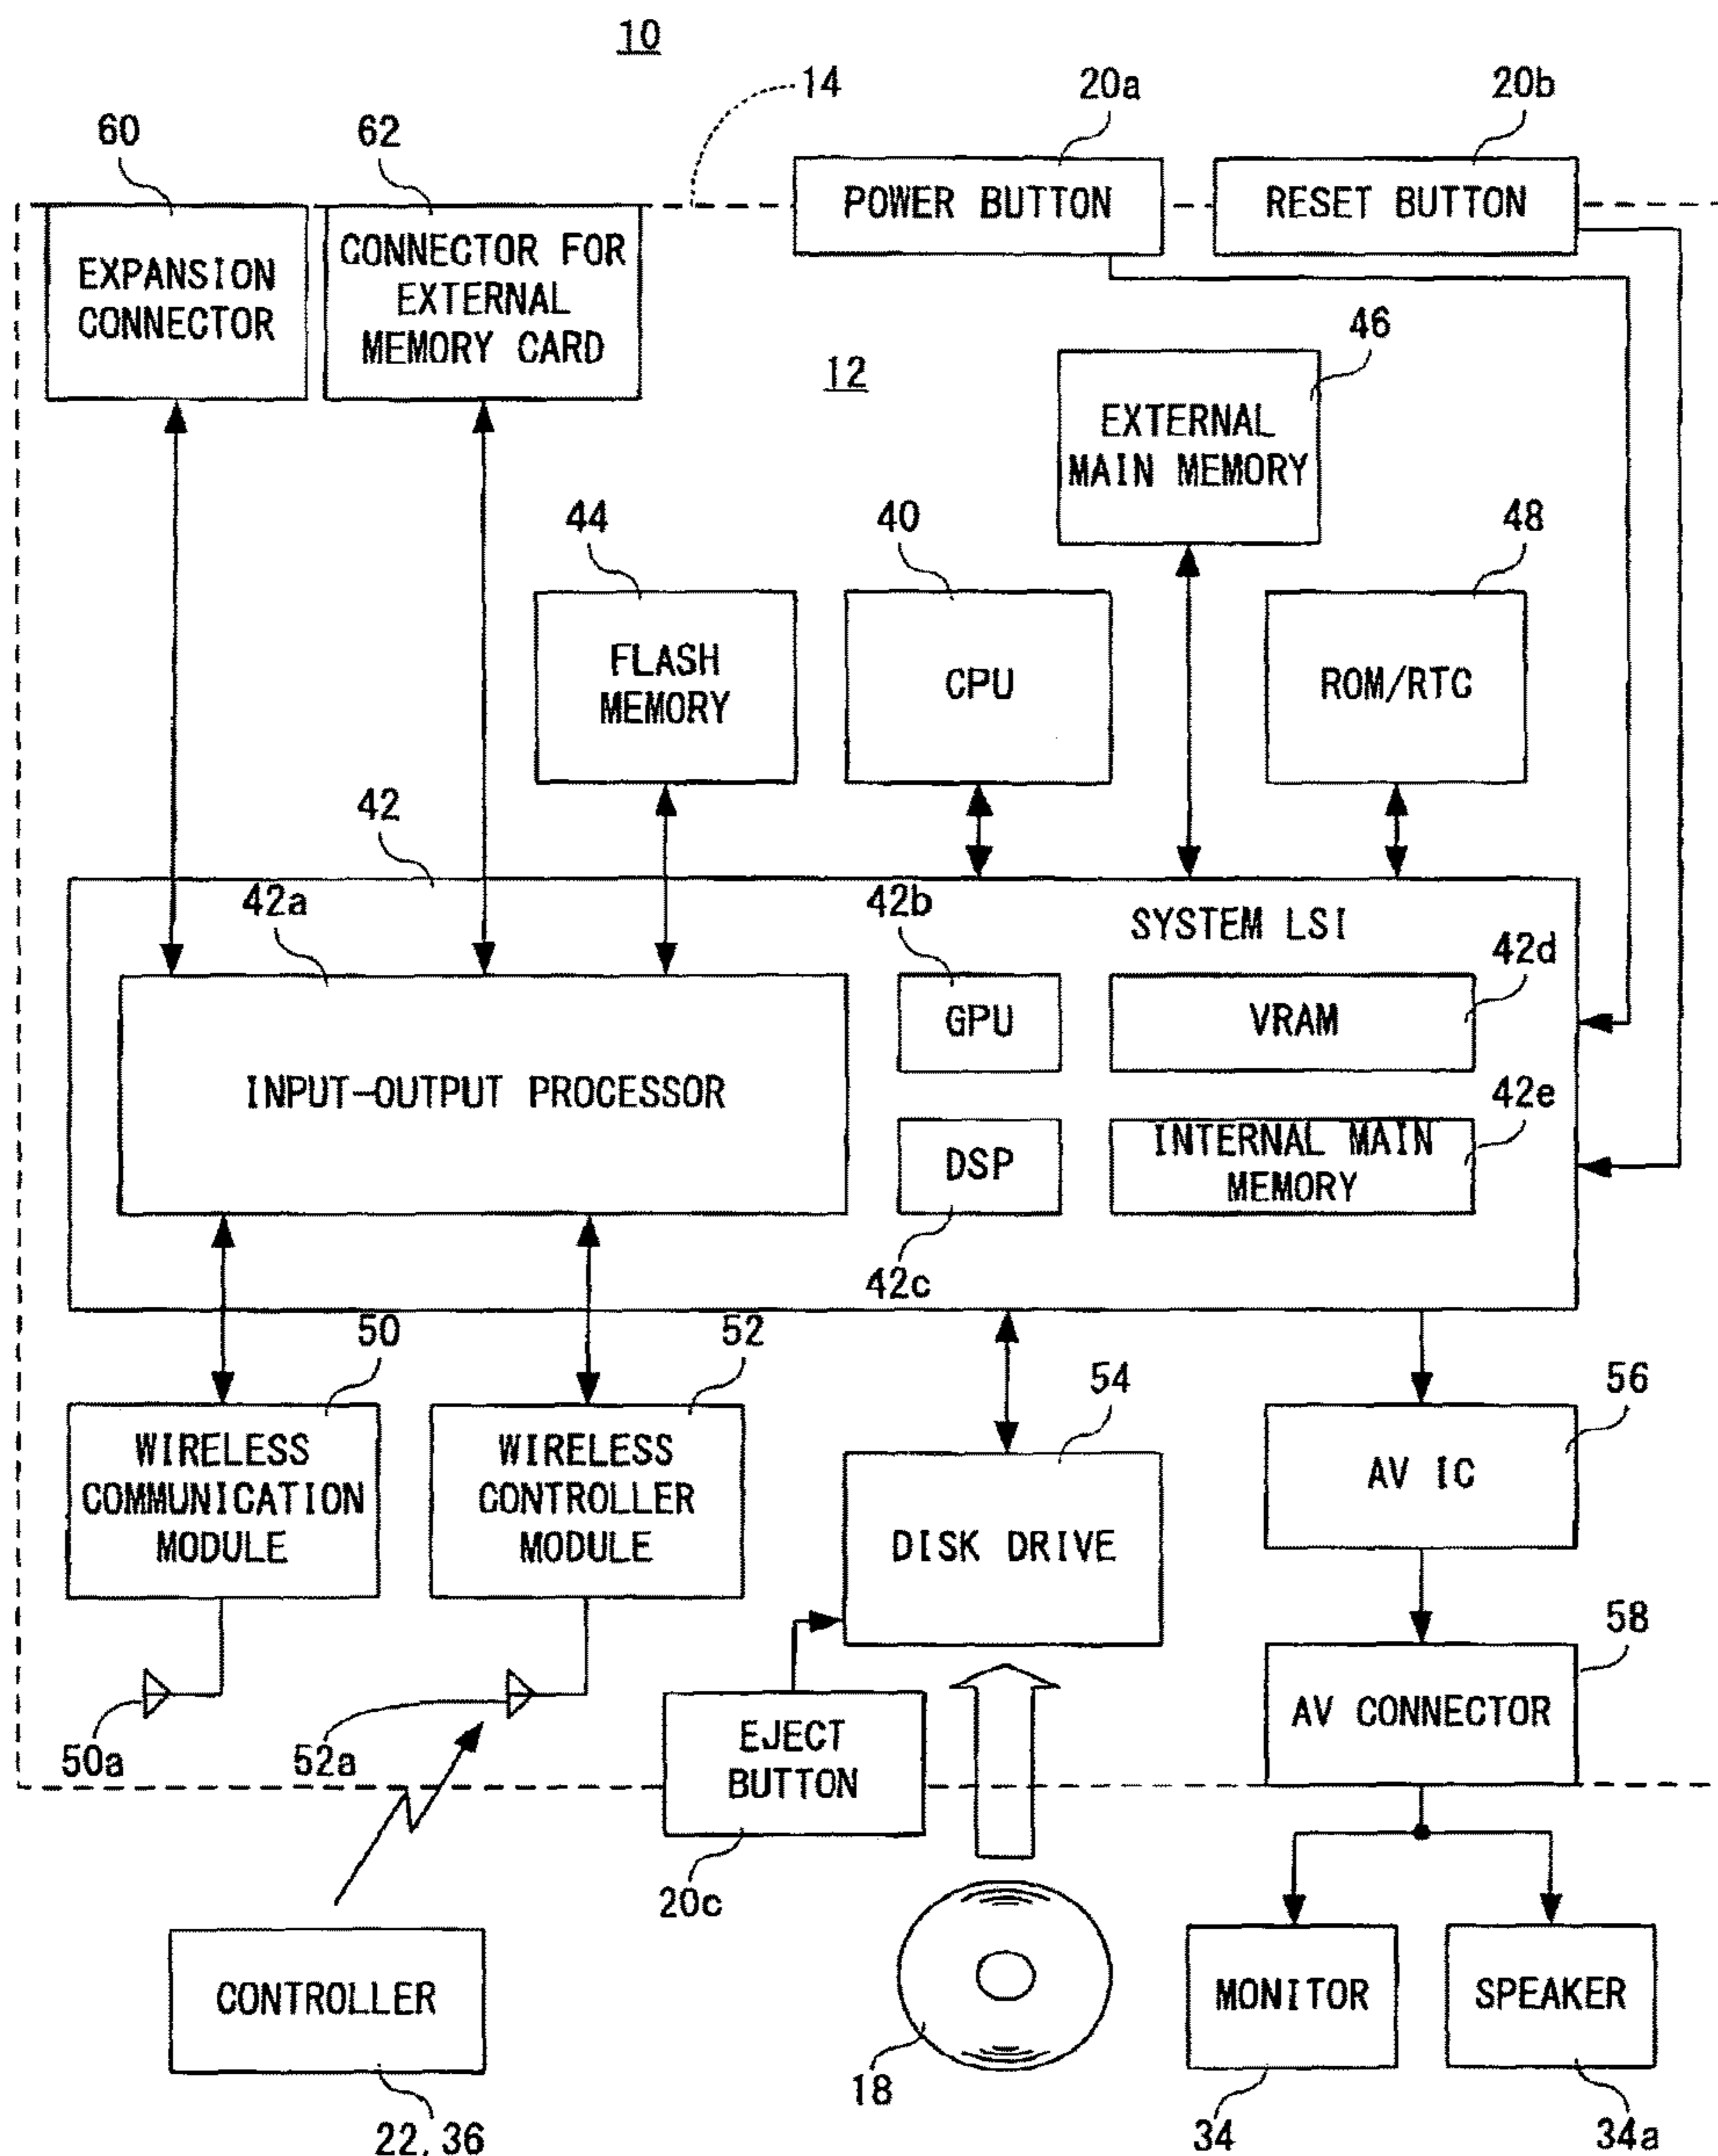 10
14
20a
20b
60
62
POWER BUTTON
RESET BUTTON
EXPANSION
CONNECTOR
CONNECTOR FOR
EXTERNAL
MEMORY CARD
12
46
EXTERNAL
MAIN MEMORY
44
40
48
FLASH
MEMORY
CPU
ROM/RTC
42
42a
42b
SYSTEM LSI
42d
GPU
VRAM
INPUT-OUTPUT PROCESSOR
42e
DSP
INTERNAL MAIN
MEMORY
42c
50
52
54
56
WIRELESS
COMMUNICATION
MODULE
WIRELESS
CONTROLLER
MODULE
DISK DRIVE
AV IC
58
50a
52a
EJECT
BUTTON
AV CONNECTOR
20c
CONTROLLER
MONITOR
SPEAKER
18
22, 36
34
34a